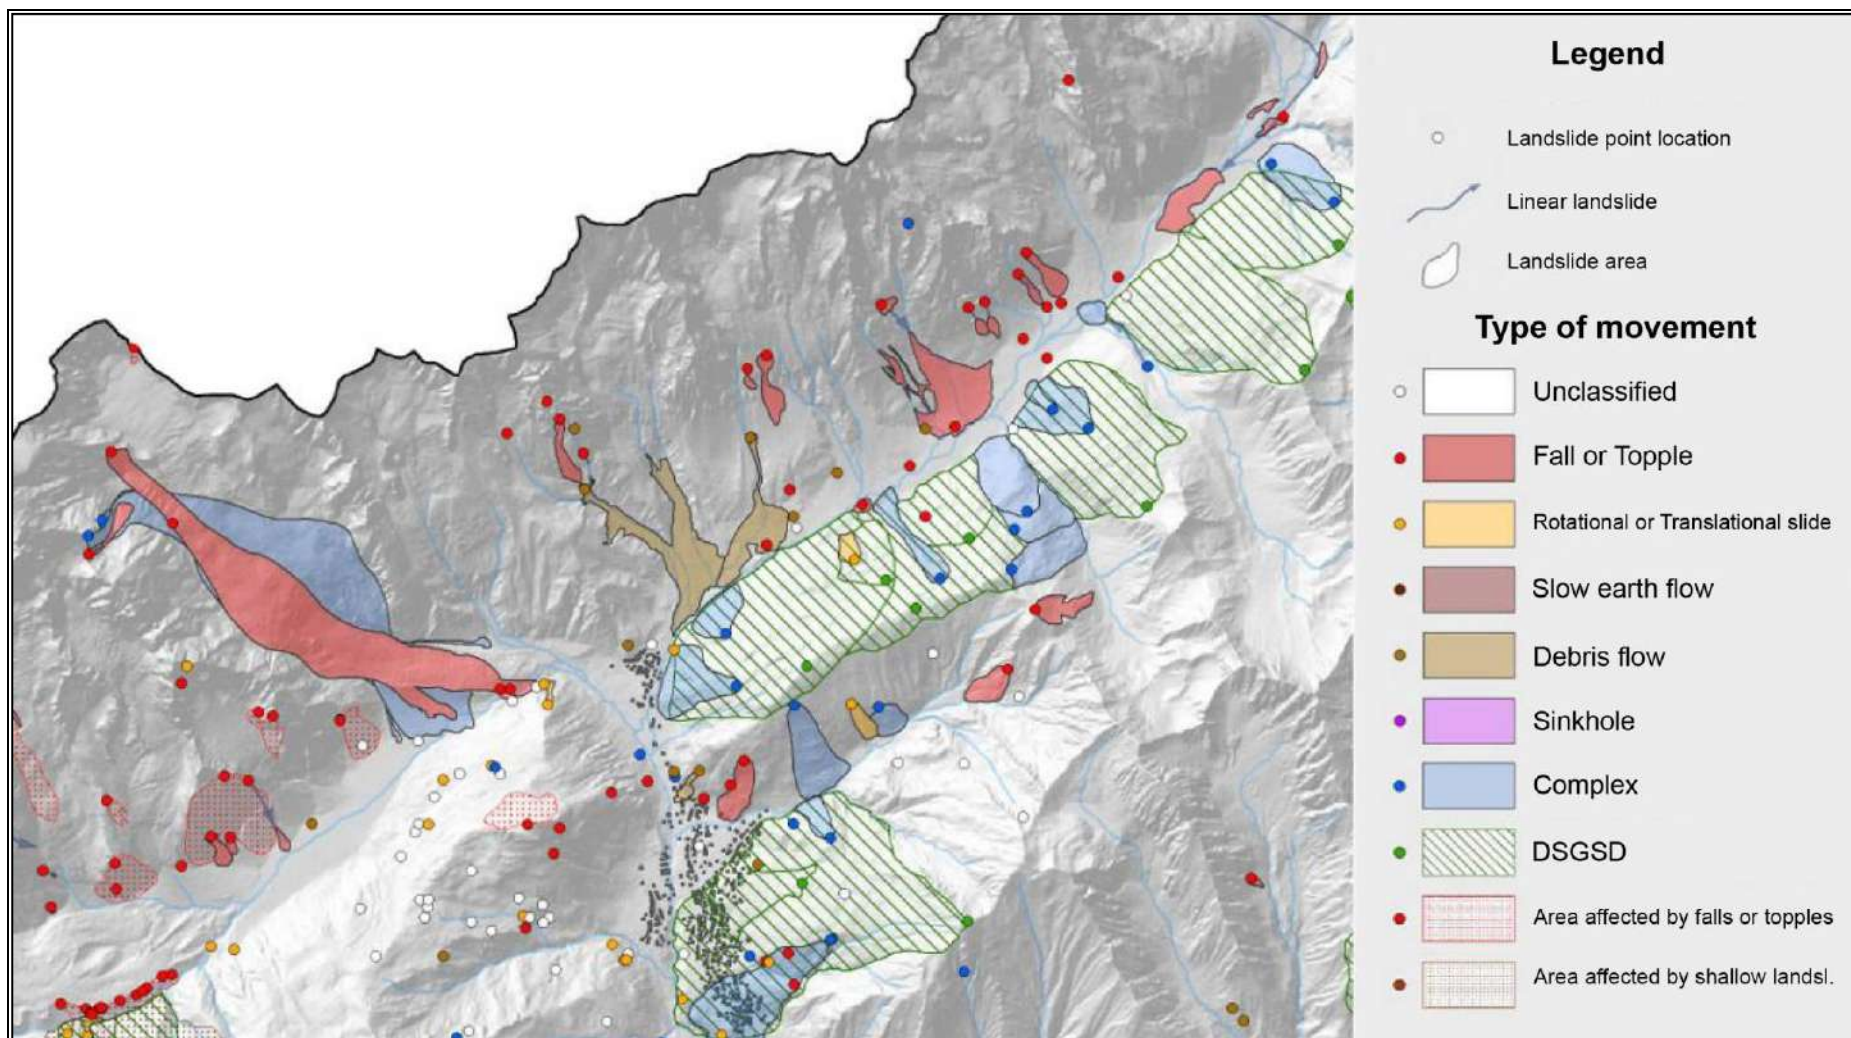 Legend
Landslide point location
Linear landslide
Landslide area
Type of movement
Unclassified
Fall or Topple
Rotational or Translational slide
Slow earth flow
Debris flow
Sinkhole
Complex
DSGSD
Area affected by falls or topples
Area affected by shallow landsl.